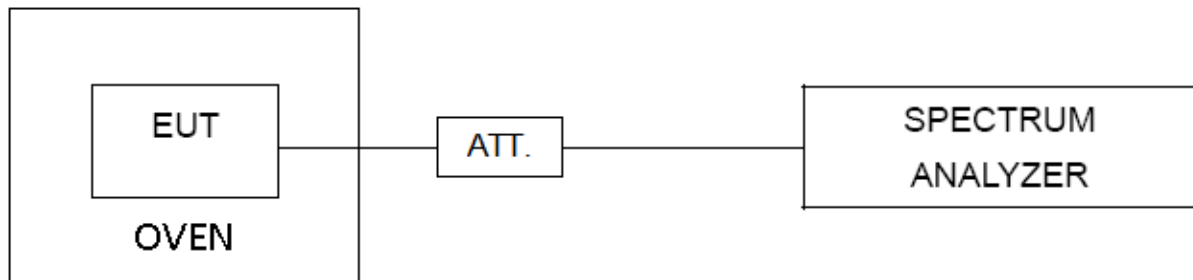 EUT
OVEN
ATT.
SPECTRUM
ANALYZER